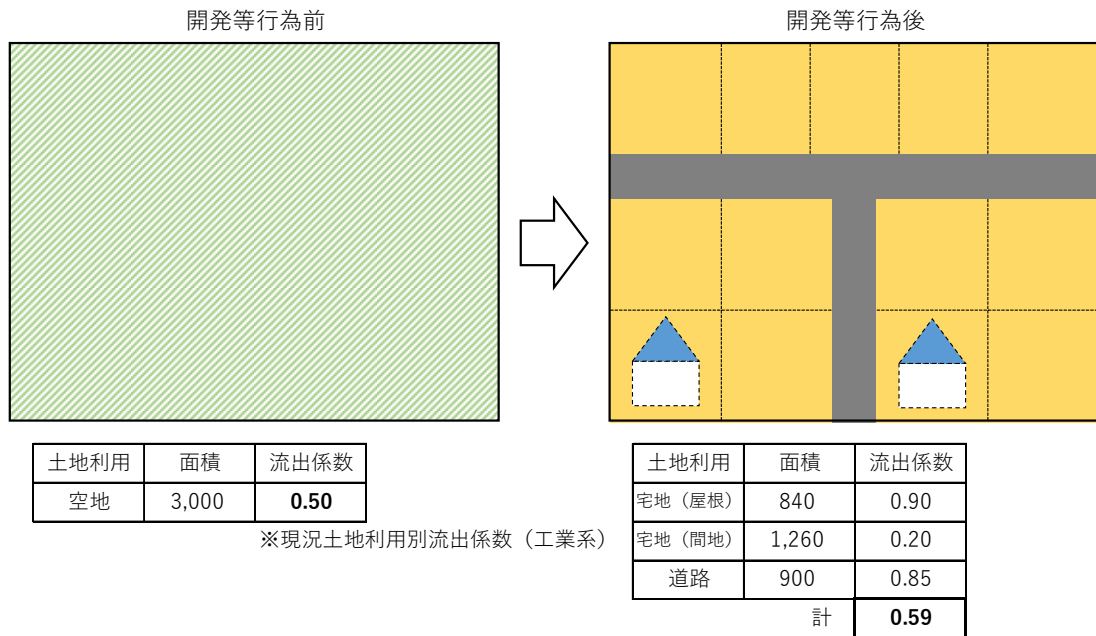 開発等行為前
開発等行為後
土地利用 面積 流出係数
空地 3,000 0.50
※現況土地利用別流出係数（工業系）
土地利用 面積 流出係数
宅地（屋根） 840 0.90
宅地（間地） 1,260 0.20
道路 900 0.85
計 0.59